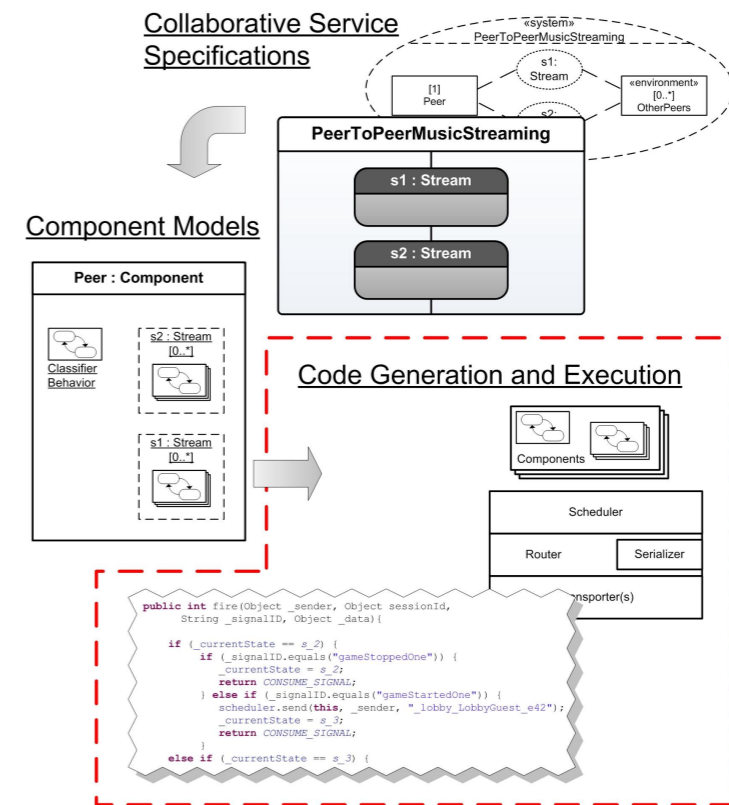 Collaborative Service
Specifications
«system»
PeerToPeerMusicStreaming
s1:
Stream
[1]
Peer
«environment»
[0..*]
OtherPeers
s2:
PeerToPeerMusicStreaming
s1 : Stream
s2 : Stream
Component Models
Peer : Component
Classifier
Behavior
s2 : Stream
[0..*]
s1 : Stream
[0..*]
Code Generation and Execution
Components
Scheduler
Router
Serializer
nsporter(s)
public int fire(Object _sender, Object sessionId,
String _signalID, Object _data){
if (_currentState == s_2) {
if (_signalID.equals("gameStoppedOne")) {
_currentState = s_2;
return CONSUME_SIGNAL;
} else if (_signalID.equals("gameStartedOne")) {
scheduler.send(this, _sender, "_lobby_LobbyGuest_e42");
_currentState = s_3;
return CONSUME_SIGNAL;
}
else if (_currentState == s_3) {